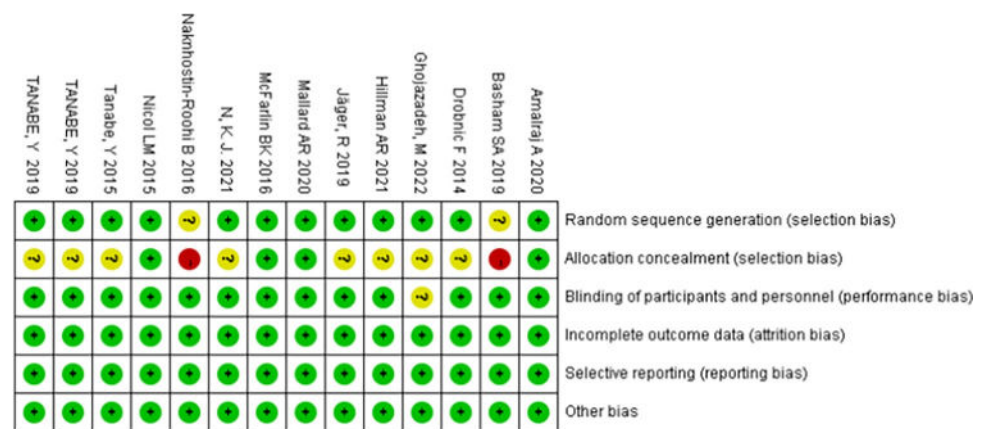 TANABE, Y 2019
TANABE, Y 2019
Tanabe, Y 2015
Nicol LM 2015
Naknhostin-Roohi B 2016
N, K.J. 2021
McFarlin BK 2016
Mallard AR 2020
Jäger, R 2019
Hillman AR 2021
Ghojazadeh, M 2022
Drobnic F 2014
Basham SA 2019
Amalraj A 2020
+ + + + ? + + + + + + + ? + Random sequence generation (selection bias)
? ? ? + - ? + + ? ? ? ? - + Allocation concealment (selection bias)
+ + + + + + + + + + ? + + + Blinding of participants and personnel (performance bias)
+ + + + + + + + + + + + + + Incomplete outcome data (attrition bias)
+ + + + + + + + + + + + + + Selective reporting (reporting bias)
+ + + + + + + + + + + + + + Other bias